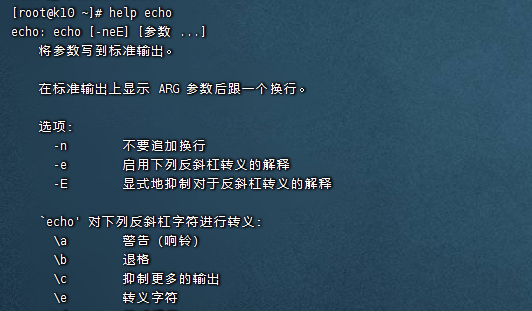 [root@k10 ~]# help echo
echo: echo [-neE] [参数 ...]
将参数写到标准输出。
在标准输出上显示 ARG 参数后跟一个换行。
选项:
-n 不要追加换行
-e 启用下列反斜杠转义的解释
-E 显式地抑制对于反斜杠转义的解释
`echo' 对下列反斜杠字符进行转义:
\a 警告 (响铃)
\b 退格
\c 抑制更多的输出
\e 转义字符